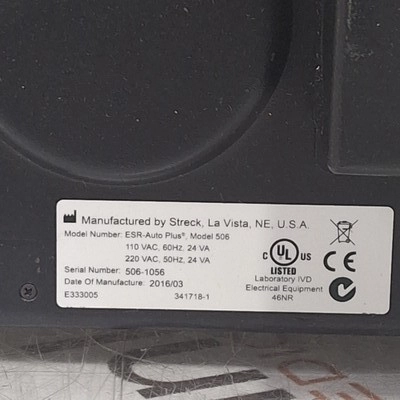 Manufactured by Streck, La Vista, NE, U.S.A.
Model Number: ESR-Auto Plus®, Model 506
110 VAC, 60Hz, 24 VA
220 VAC, 50Hz, 24 VA
Serial Number: 506-1056
Date Of Manufacture: 2016/03
E333005 341718-1
C UL US
LISTED
Laboratory IVD
Electrical Equipment
46NR
CE